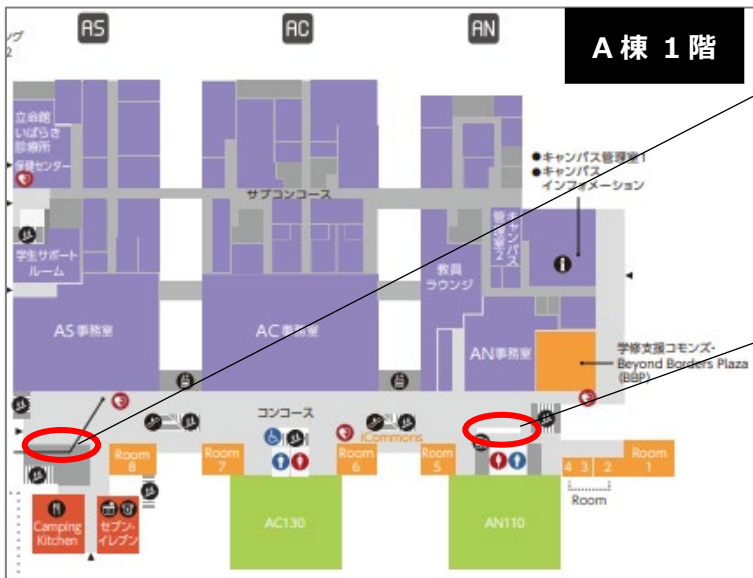 ング
2
AS
AC
AN
A棟 1階
立命館
いばらき
診療所
保健センター
サブコンコース
●キャンパス管理室1
●キャンパス
インフォメーション
キャンパス
管理室2
学生サポート
ルーム
教員
ラウンジ
AS事務室
AC事務室
AN事務室
学修支援コモンズ・
Beyond Borders Plaza
(BBP)
コンコース
iCommons
Room
8
Room
7
Room
6
Room
5
4 3 2
Room
1
Room
Camping
Kitchen
セブン-
イレブン
AC130
AN110